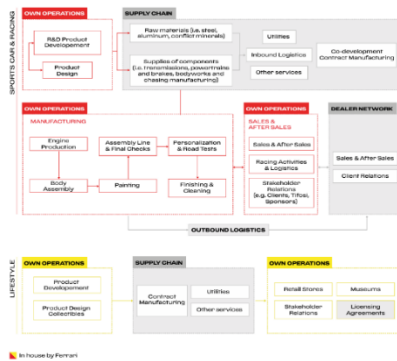 SPORTS CAR & RACING
OWN OPERATIONS
R&D Product
Developement
Product
Design
SUPPLY CHAIN
Raw materials (i.e. steel,
aluminum, conflict minerals)
Supplies of components
(i.e. transmissions, powertrains
and brakes, bodyworks and
chassis manufacturing)
Utilities
Inbound Logistics
Other services
Co-development
Contract Manufacturing
OWN OPERATIONS
MANUFACTURING
Engine
Production
Assembly Line
& Final Checks
Personalization
& Road Tests
Body
Assembly
Painting
Finishing &
Cleaning
OWN OPERATIONS
SALES &
AFTER SALES
Sales & After Sales
Racing Activities
& Logistics
Stakeholder
Relations
(e.g. Clients, Tifosi,
Sponsors)
DEALER NETWORK
Sales & After Sales
Client Relations
OUTBOUND LOGISTICS
LIFESTYLE
OWN OPERATIONS
Product
Developement
Product Design
Collectibles
SUPPLY CHAIN
Contract
Manufacturing
Utilities
Other services
OWN OPERATIONS
Retail Stores
Museums
Stakeholder
Relations
Licensing
Agreements
In house by Ferrari